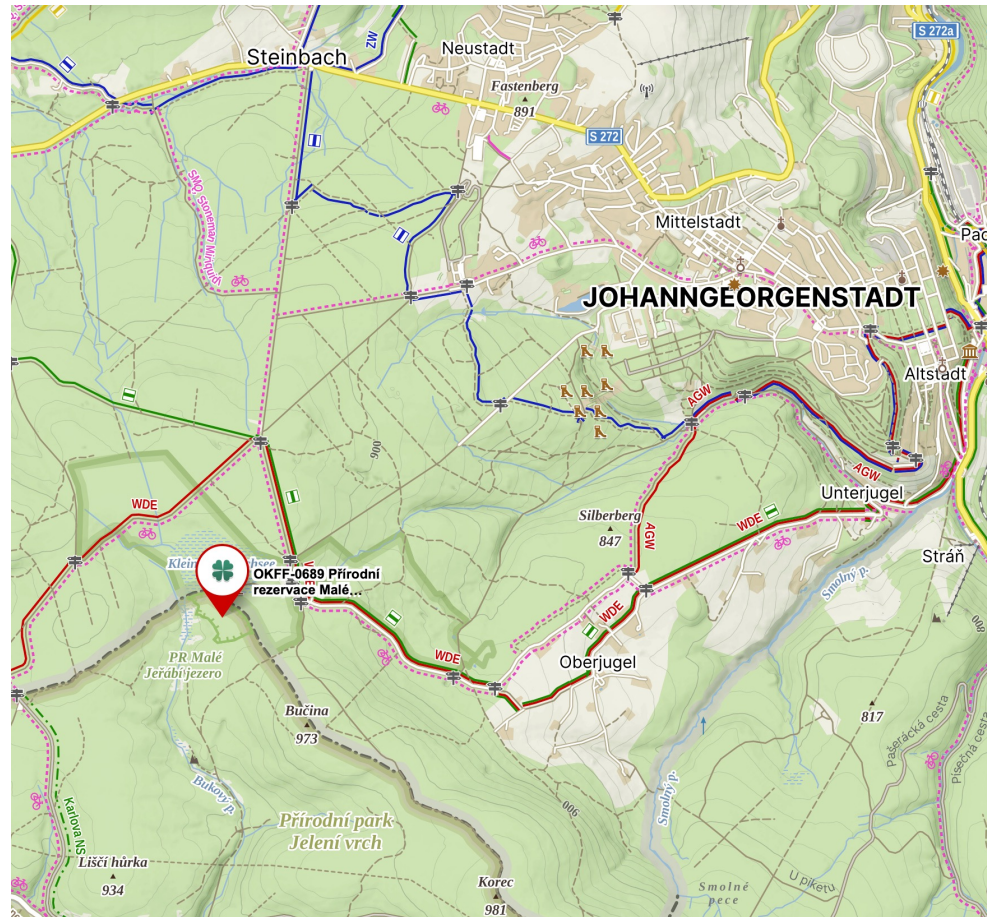 S 272a
Steinbach
ZW
Neustadt
Fastenberg
891
S 272
SMQ Stoneman Miriquidi
Mittelstadt
JOHANNGEORGENSTADT
Altstadt
AGW
900
WDE
AGW
Unterjugel
Silberberg
847
AGW
WDE
Stráň
OKFF-0689 Přírodní
rezervace Malé…
Smolný p.
WDE
008
PR Malé
Jeřábí jezero
WDE
Oberjugel
Bučina
973
817
Pašerácká cesta
Písečná cesta
Bukový p.
Smolný p.
900
Přírodní park
Jelení vrch
Karlova NS
Liščí hůrka
934
Korec
981
Smolné
pece
U piketu